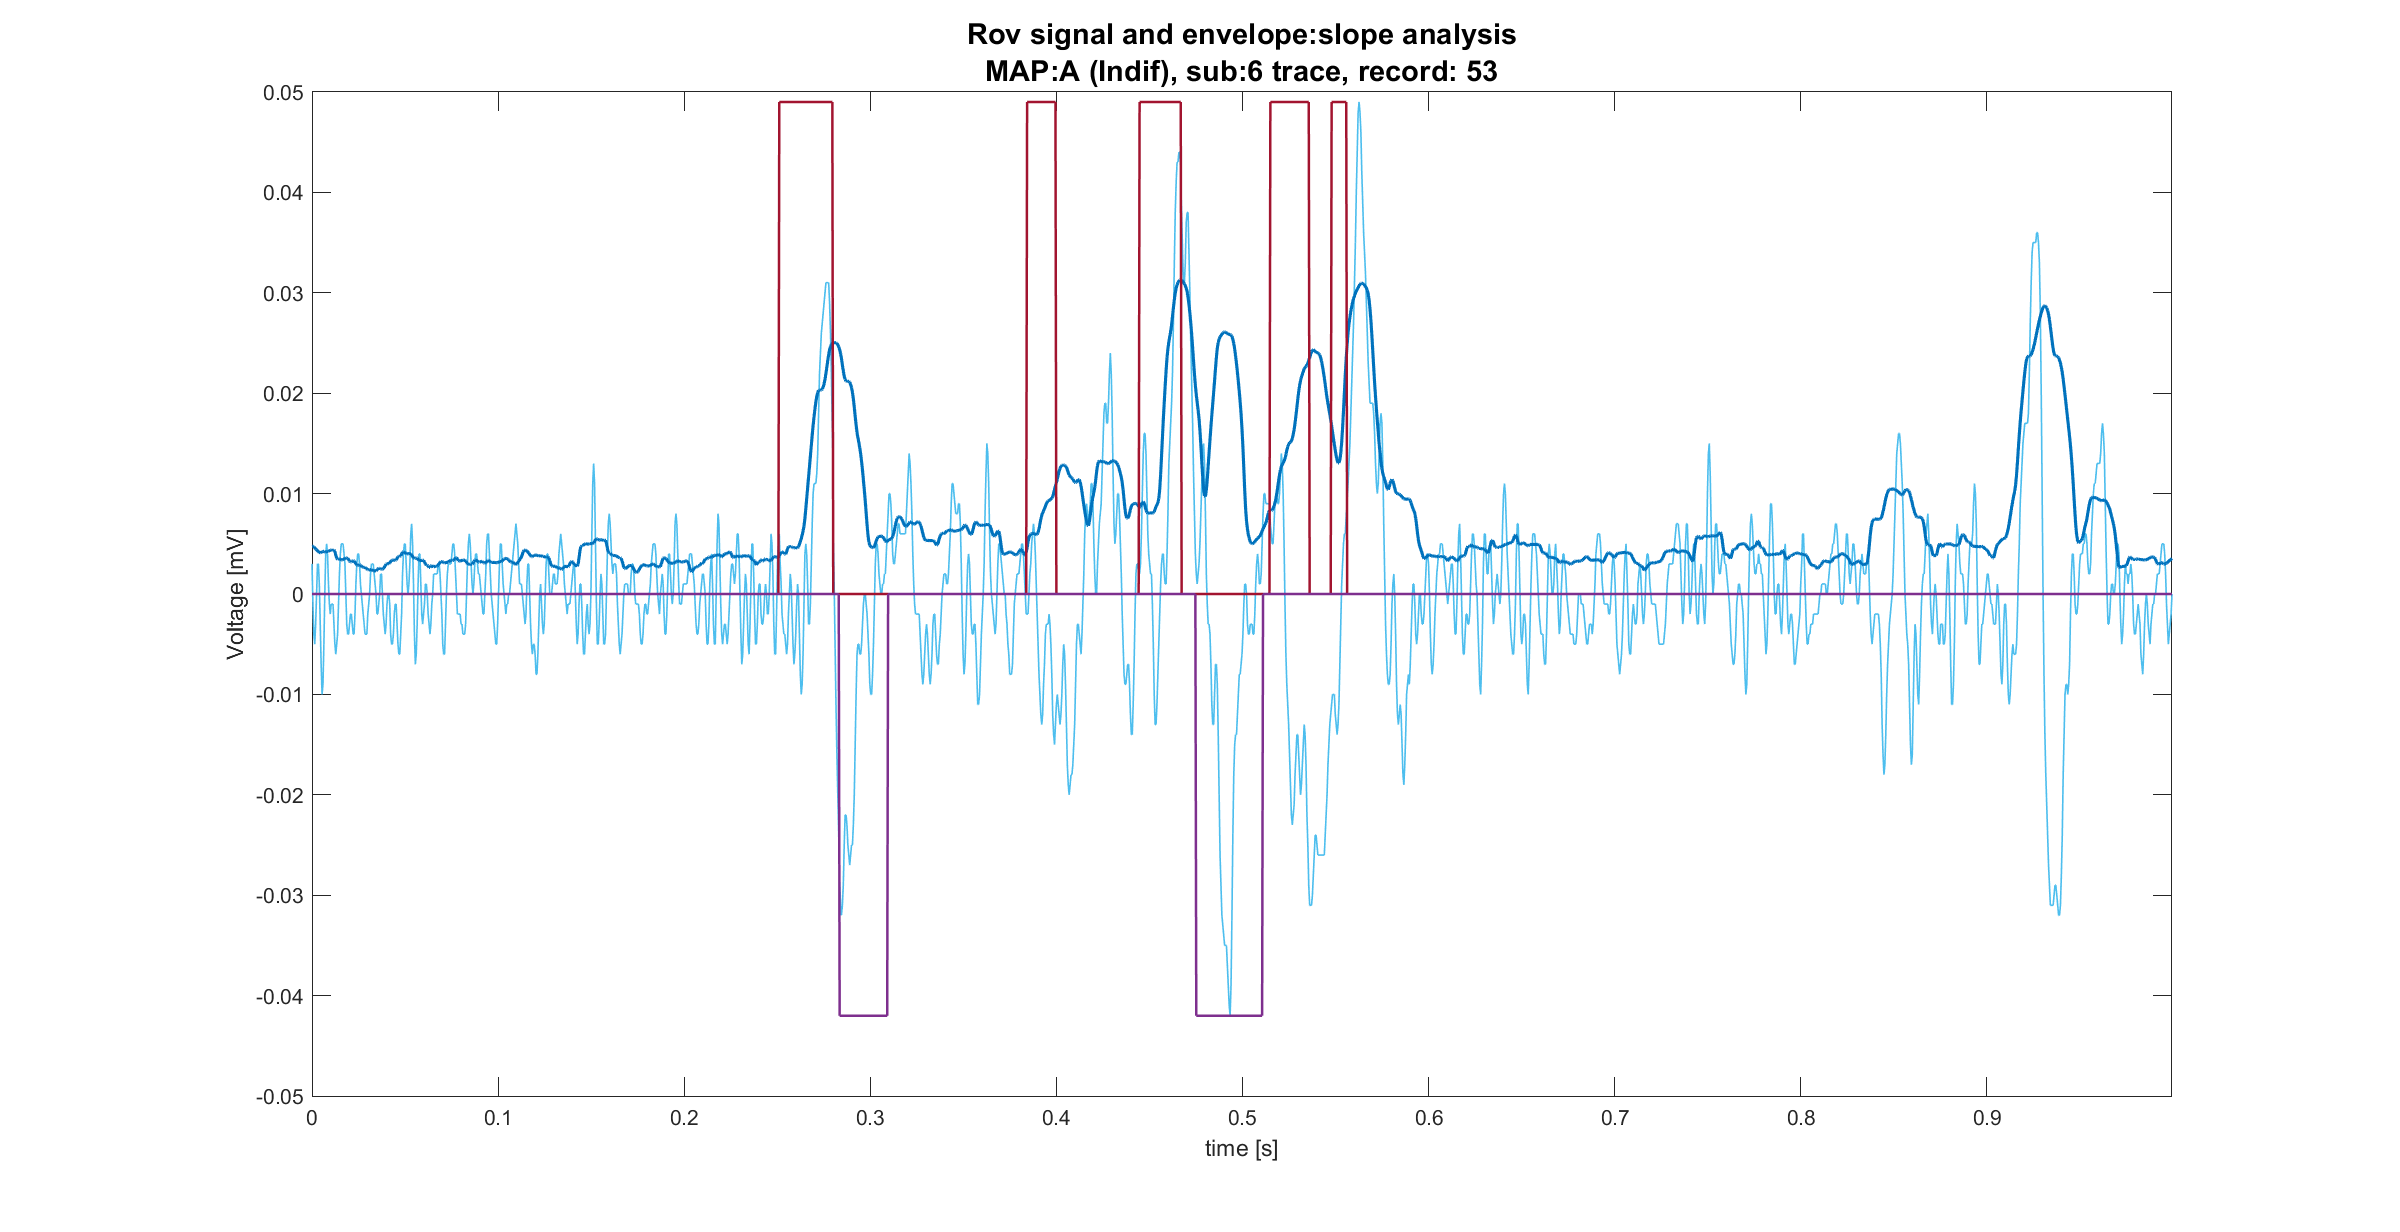 Rov signal and envelope:slope analysis
MAP:A (Indif), sub:6 trace, record: 53
0.05
0.04
0.03
0.02
0.01
0
-0.01
-0.02
-0.03
-0.04
-0.05
Voltage [mV]
0 0.1 0.2 0.3 0.4 0.5 0.6 0.7 0.8 0.9
time [s]